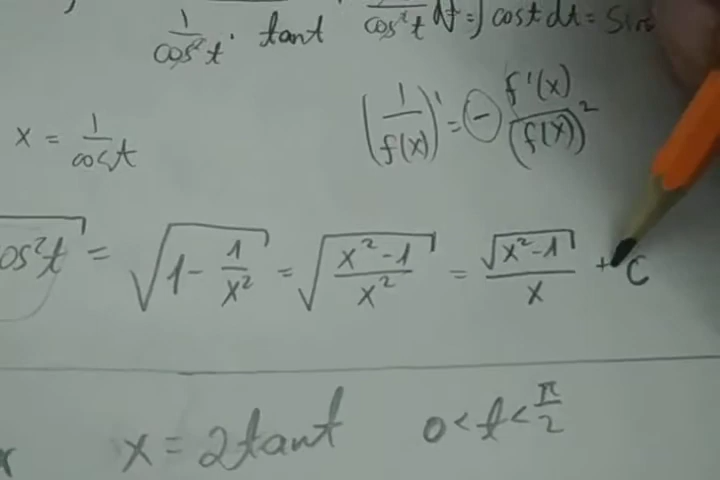 1/cos²t · tant  /cos²t dt = ∫cost dt = Sin
x = 1/cost  (1/f(x))' = - f'(x)/(f(x))²
os²t = √(1 - 1/x²) = √((x²-1)/x²) = √(x²-1)/x + C
x = 2tant  0 < t < π/2